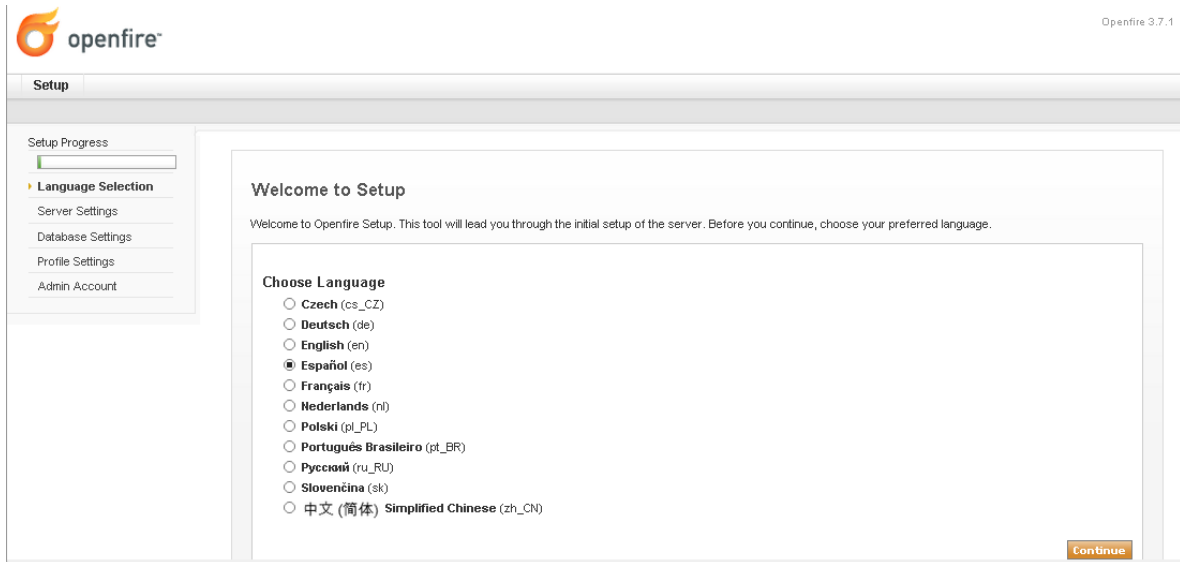 openfire™
Openfire 3.7.1
Setup
Setup Progress
Language Selection
Server Settings
Database Settings
Profile Settings
Admin Account
Welcome to Setup
Welcome to Openfire Setup. This tool will lead you through the initial setup of the server. Before you continue, choose your preferred language.
Choose Language
Czech (cs_CZ)
Deutsch (de)
English (en)
Español (es)
Français (fr)
Nederlands (nl)
Polski (pl_PL)
Português Brasileiro (pt_BR)
Русский (ru_RU)
Slovenčina (sk)
中文 (简体) Simplified Chinese (zh_CN)
Continue